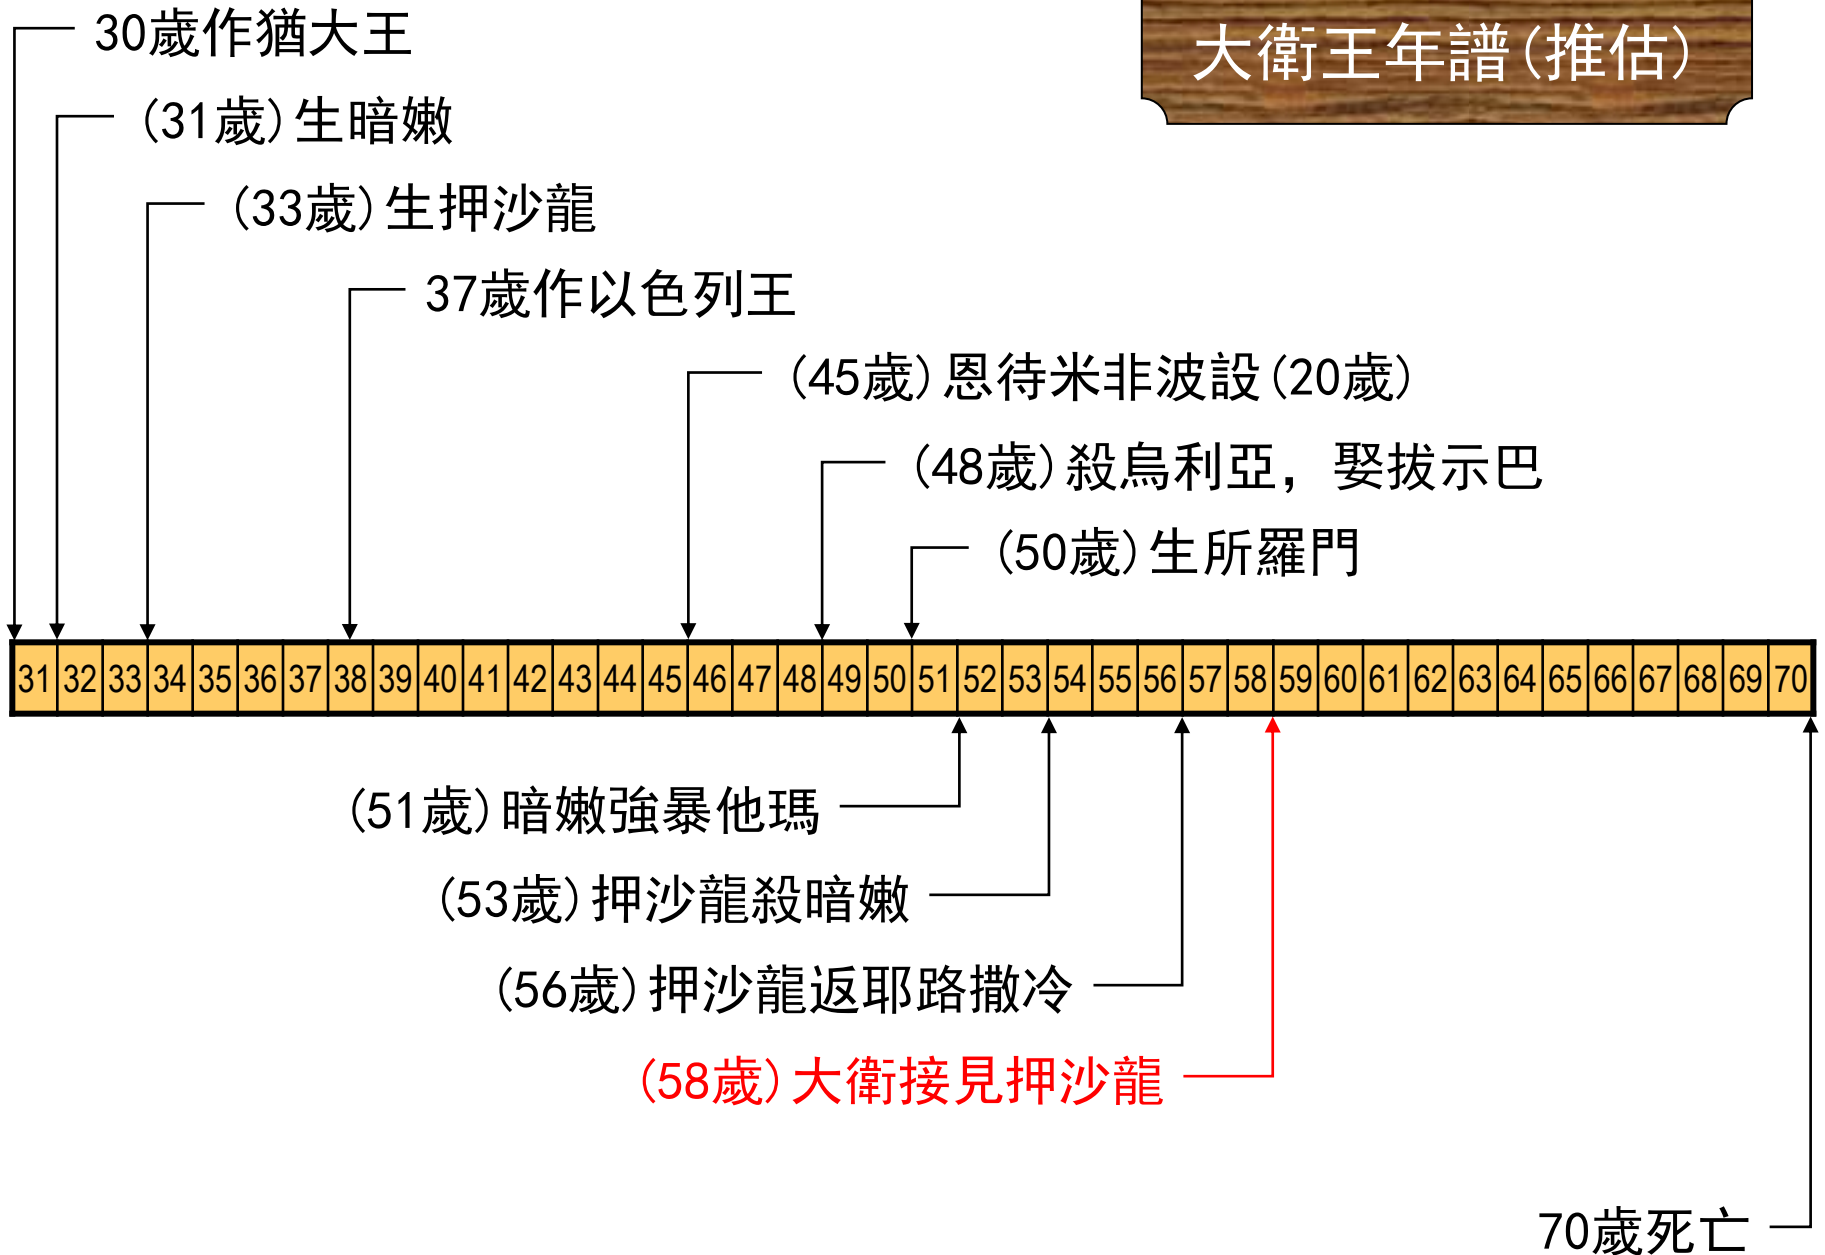 大衛王年譜(推估)
30歲作猶大王
(31歲)生暗嫩
(33歲)生押沙龍
37歲作以色列王
(45歲)恩待米非波設(20歲)
(48歲)殺烏利亞，娶拔示巴
(50歲)生所羅門
31 32 33 34 35 36 37 38 39 40 41 42 43 44 45 46 47 48 49 50 51 52 53 54 55 56 57 58 59 60 61 62 63 64 65 66 67 68 69 70
(51歲)暗嫩強暴他瑪
(53歲)押沙龍殺暗嫩
(56歲)押沙龍返耶路撒冷
(58歲)大衛接見押沙龍
70歲死亡